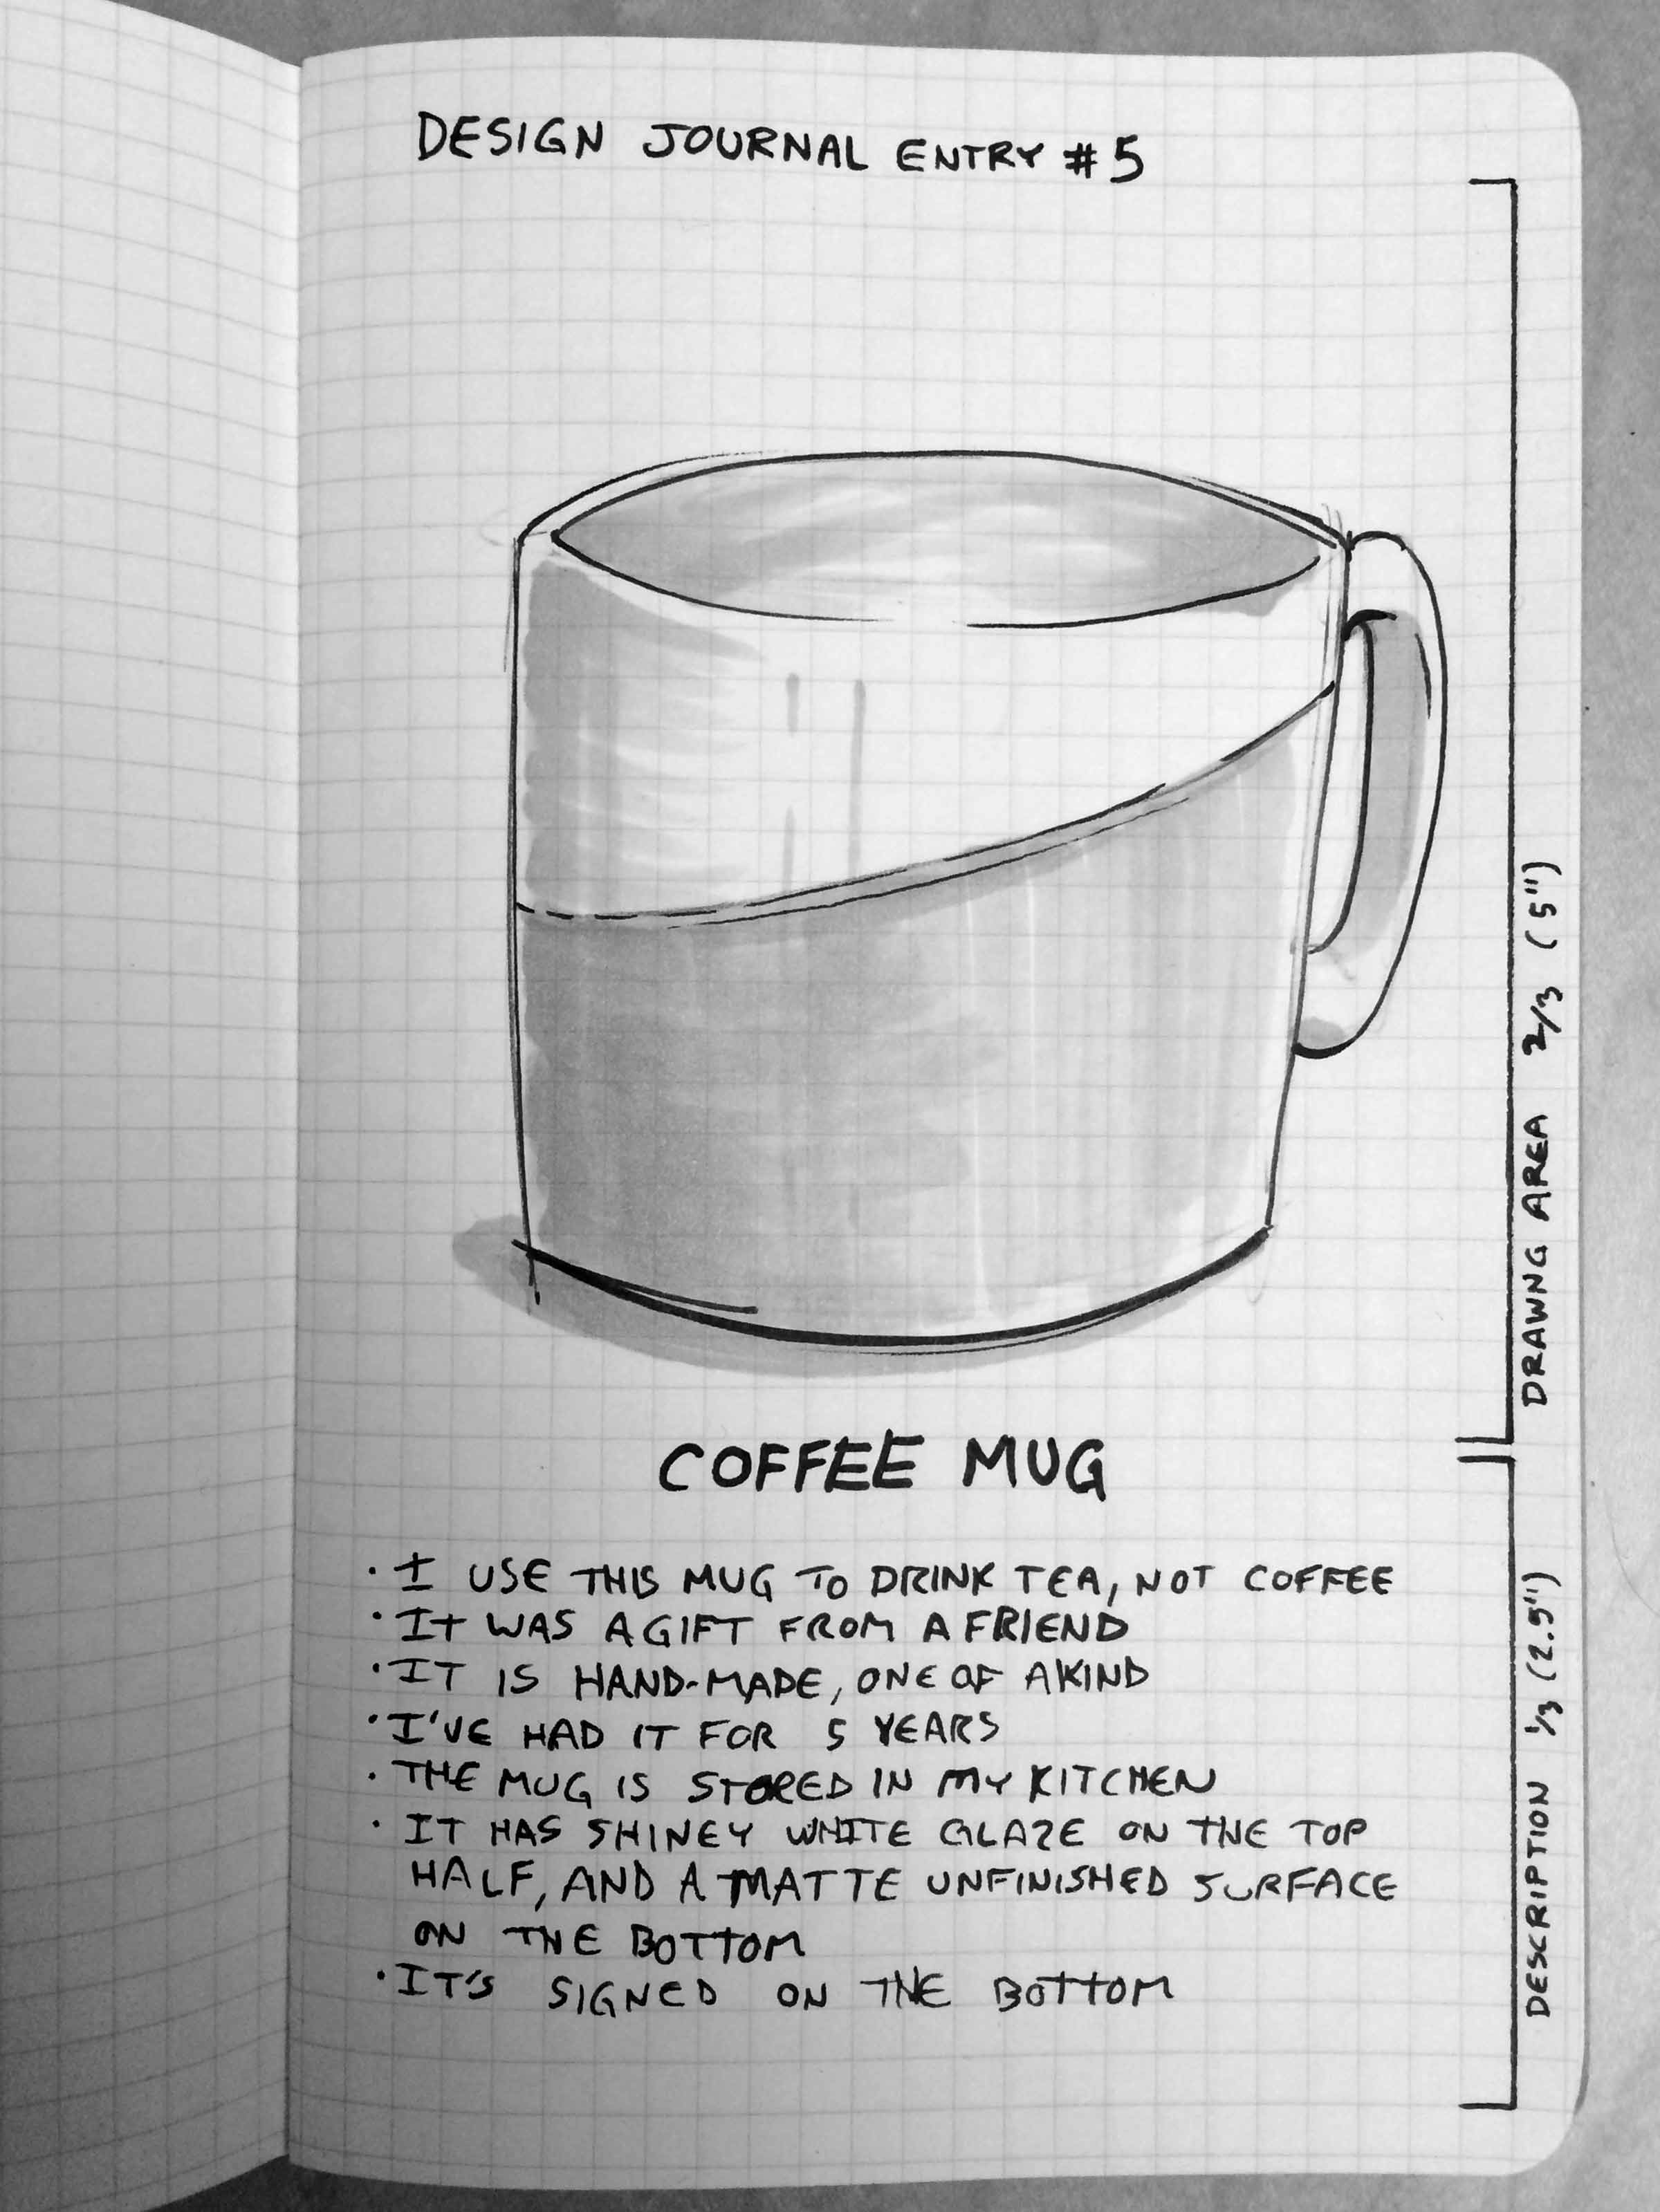 DESIGN JOURNAL ENTRY #5
COFFEE MUG
· I USE THIS MUG TO DRINK TEA, NOT COFFEE
· IT WAS A GIFT FROM A FRIEND
· IT IS HAND-MADE, ONE OF A KIND
· I'VE HAD IT FOR 5 YEARS
· THE MUG IS STORED IN MY KITCHEN
· IT HAS SHINEY WHITE GLAZE ON THE TOP
HALF, AND A MATTE UNFINISHED SURFACE
ON THE BOTTOM
· IT'S SIGNED ON THE BOTTOM
DRAWNG AREA 2/3 (5")
DESCRIPTION 1/3 (2.5")